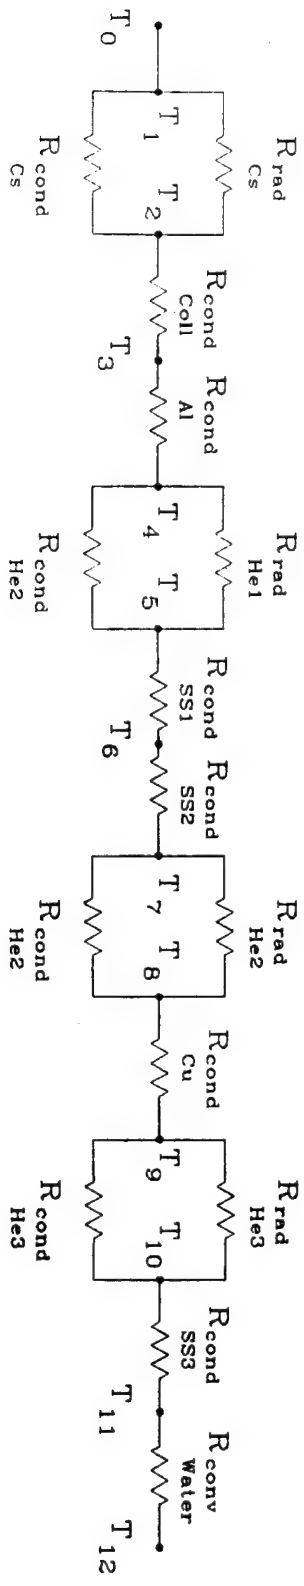 T0
Rrad
Cs
T1 T2
Rcond
Cs
Rcond
Coll
T3
Rcond
Al
Rrad
He1
T4 T5
Rcond
He2
Rcond
SS1
T6
Rcond
SS2
Rrad
He2
T7 T8
Rcond
He2
Rcond
Cu
Rrad
He3
T9 T10
Rcond
He3
Rcond
SS3
T11
Rconv
Water
T12